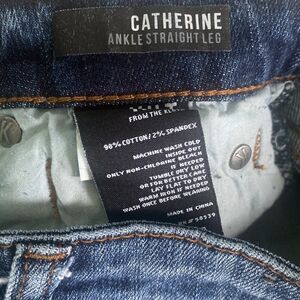 CATHERINE
ANKLE STRAIGHT LEG
FROM THE
98% COTTON/2% SPANDEX
MACHINE WASH COLD
INSIDE OUT
ONLY NON-CHLORINE BLEACH
IF NEEDED
TUMBLE DRY LOW
OR FOR BETTER CARE
LAY FLAT TO DRY
WARM IRON IF NEEDED
WASH ONCE BEFORE WEARING
MADE IN CHINA
58539